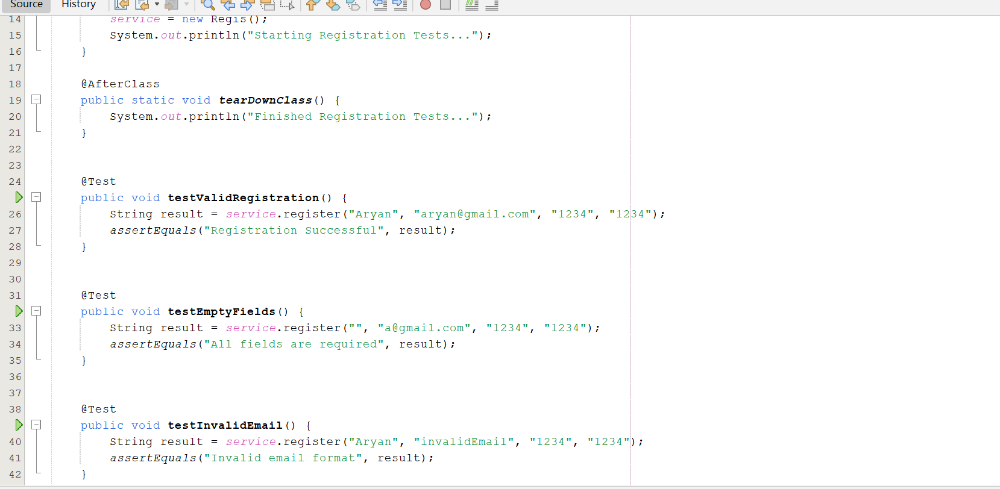 Source History
14 service = new Regis();
15 System.out.println("Starting Registration Tests...");
16 }
17
18 @AfterClass
19 public static void tearDownClass() {
20 System.out.println("Finished Registration Tests...");
21 }
22
23
24 @Test
public void testValidRegistration() {
26 String result = service.register("Aryan", "aryan@gmail.com", "1234", "1234");
27 assertEquals("Registration Successful", result);
28 }
29
30
31 @Test
public void testEmptyFields() {
33 String result = service.register("", "a@gmail.com", "1234", "1234");
34 assertEquals("All fields are required", result);
35 }
36
37
38 @Test
public void testInvalidEmail() {
40 String result = service.register("Aryan", "invalidEmail", "1234", "1234");
41 assertEquals("Invalid email format", result);
42 }